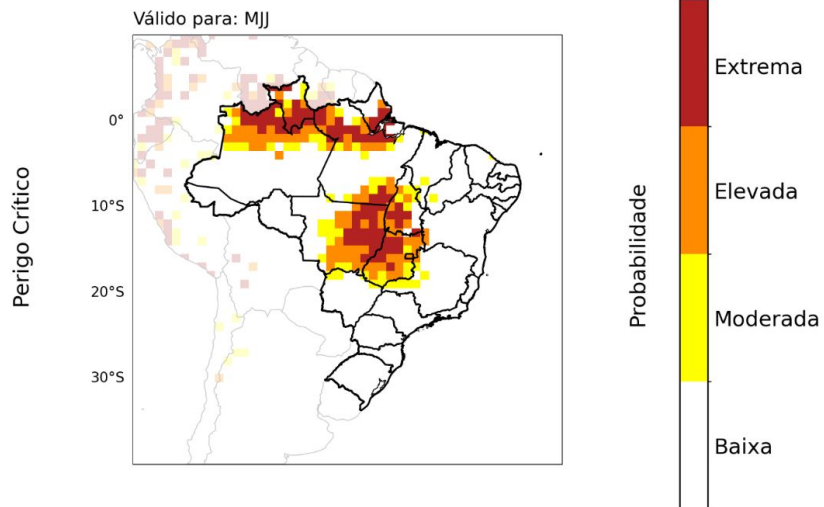 Válido para: MJJ
0°
10°S
20°S
30°S
Perigo Crítico
Probabilidade
Extrema
Elevada
Moderada
Baixa